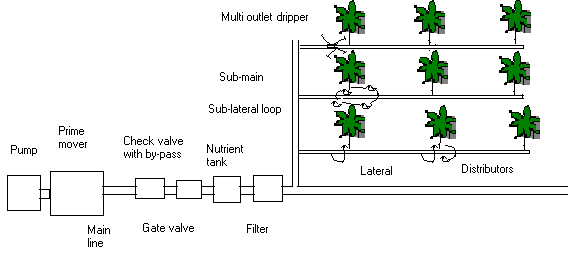 Multi outlet dripper
Sub-main
Sub-lateral loop
Pump
Prime
mover
Check valve
with by-pass
Nutrient
tank
Lateral
Distributors
Main
line
Gate valve
Filter